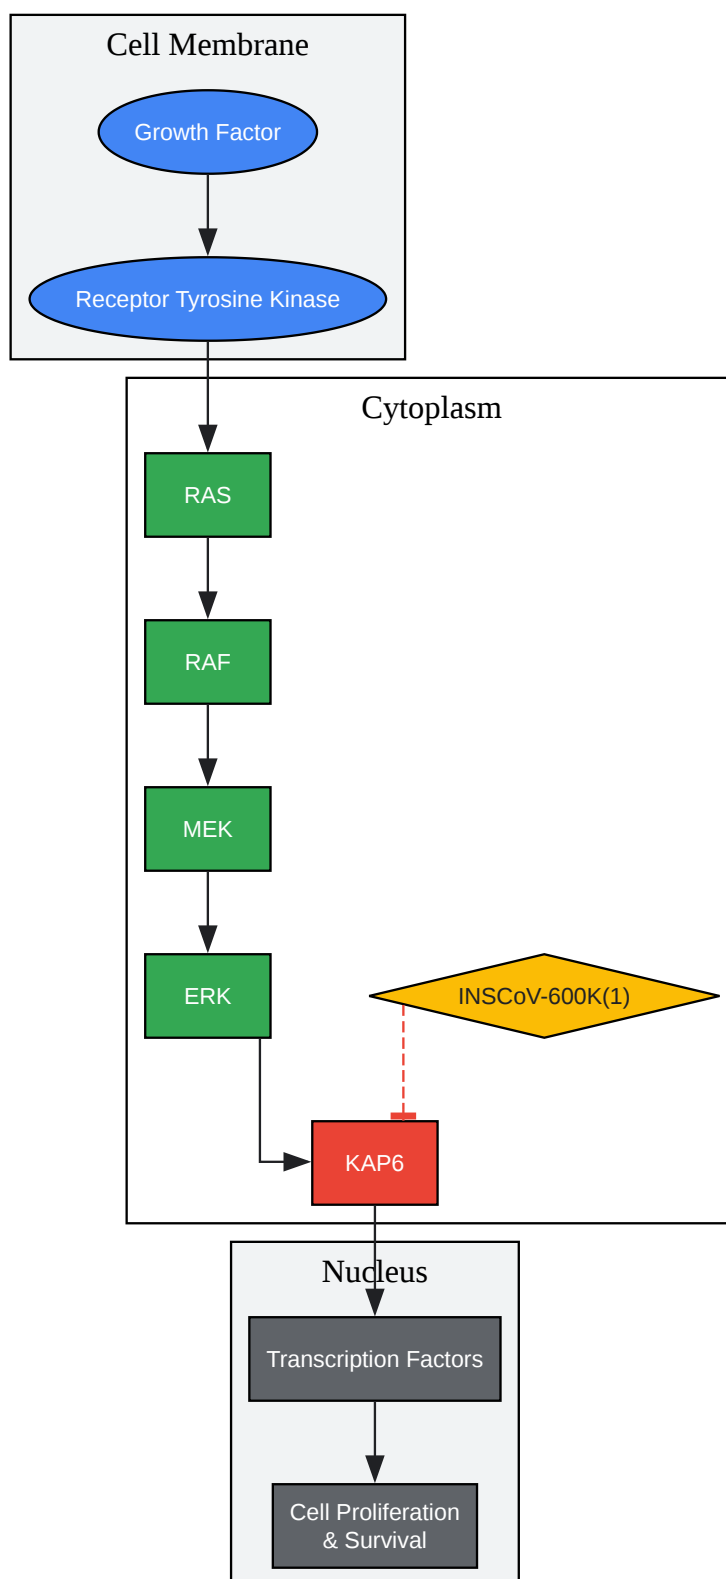 Cell Membrane
Growth Factor
Receptor Tyrosine Kinase
Cytoplasm
RAS
RAF
MEK
ERK
INSCoV-600K(1)
KAP6
Nucleus
Transcription Factors
Cell Proliferation
& Survival